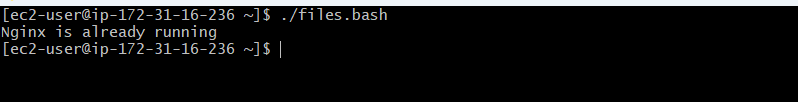 [ec2-user@ip-172-31-16-236 ~]$ ./files.bash
Nginx is already running
[ec2-user@ip-172-31-16-236 ~]$